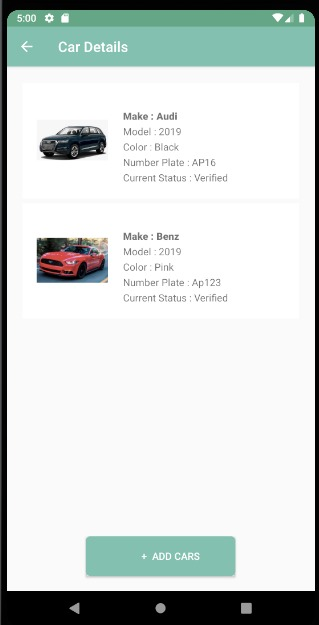 5:00
Car Details
Make : Audi
Model : 2019
Color : Black
Number Plate : AP16
Current Status : Verified
Make : Benz
Model : 2019
Color : Pink
Number Plate : Ap123
Current Status : Verified
+ ADD CARS